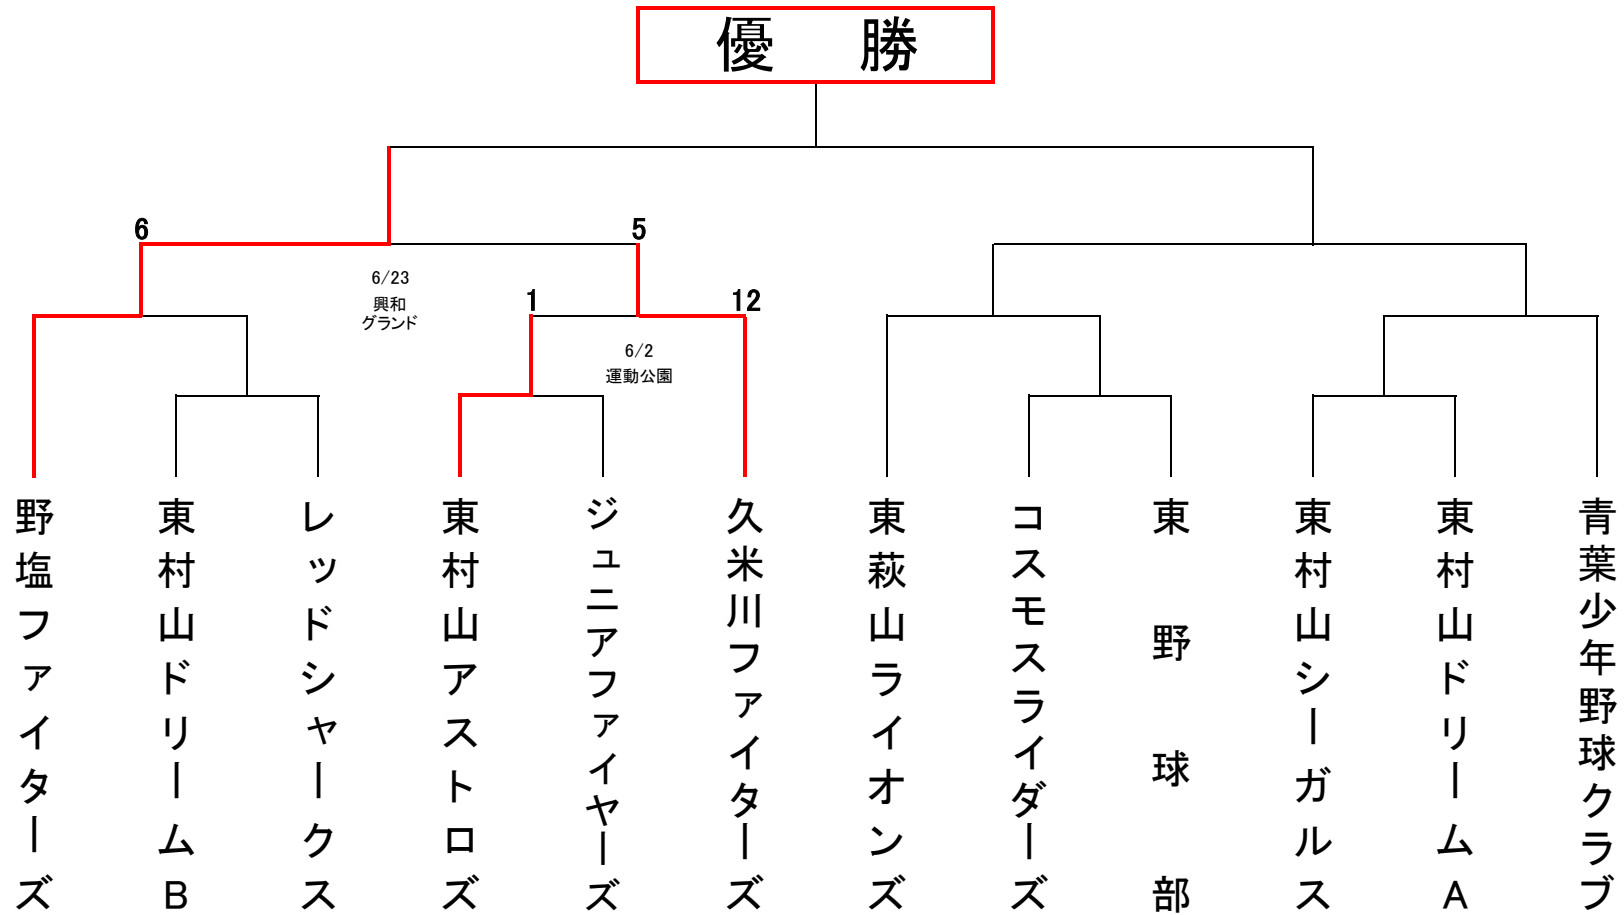 優 勝
6
5
6/23
興和
グランド
1
12
6/2
運動公園
野塩ファイターズ
東村山ドリームB
レッドシャークス
東村山アストロズ
ジュニアファイヤーズ
久米川ファイターズ
東萩山ライオンズ
コスモスライダーズ
東野球部
東村山シーガルス
東村山ドリームA
青葉少年野球クラブ